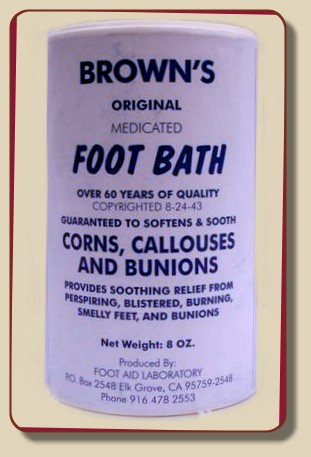 BROWN'S
ORIGINAL
MEDICATED
FOOT BATH
OVER 60 YEARS OF QUALITY
COPYRIGHTED 8-24-43
GUARANTEED TO SOFTENS & SOOTH
CORNS, CALLOUSES
AND BUNIONS
PROVIDES SOOTHING RELIEF FROM
PERSPIRING, BLISTERED, BURNING,
SMELLY FEET, AND BUNIONS
Net Weight: 8 OZ.
Produced By:
FOOT AID LABORATORY
P.O. Box 2548 Elk Grove, CA 95759-2548
Phone 916 478 2553